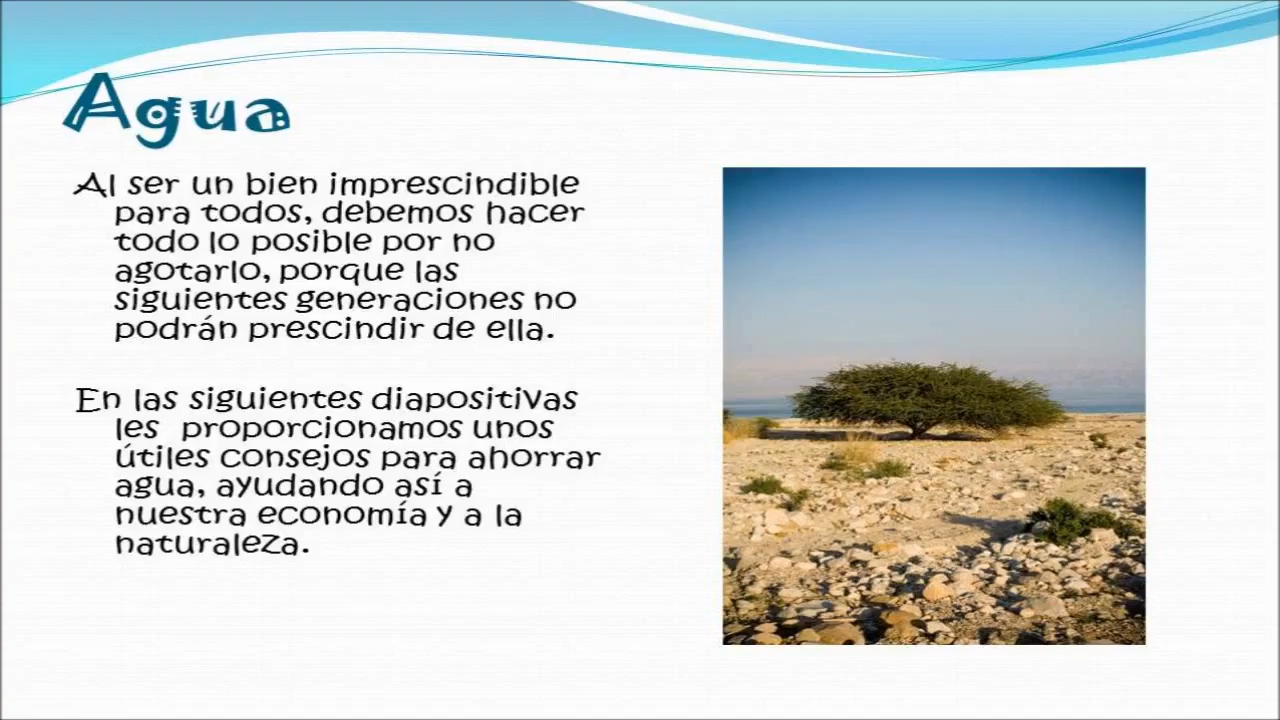 Agua
Al ser un bien imprescindible
para todos, debemos hacer
todo lo posible por no
agotarlo, porque las
siguientes generaciones no
podrán prescindir de ella.
En las siguientes diapositivas
les proporcionamos unos
útiles consejos para ahorrar
agua, ayudando así a
nuestra economía y a la
naturaleza.